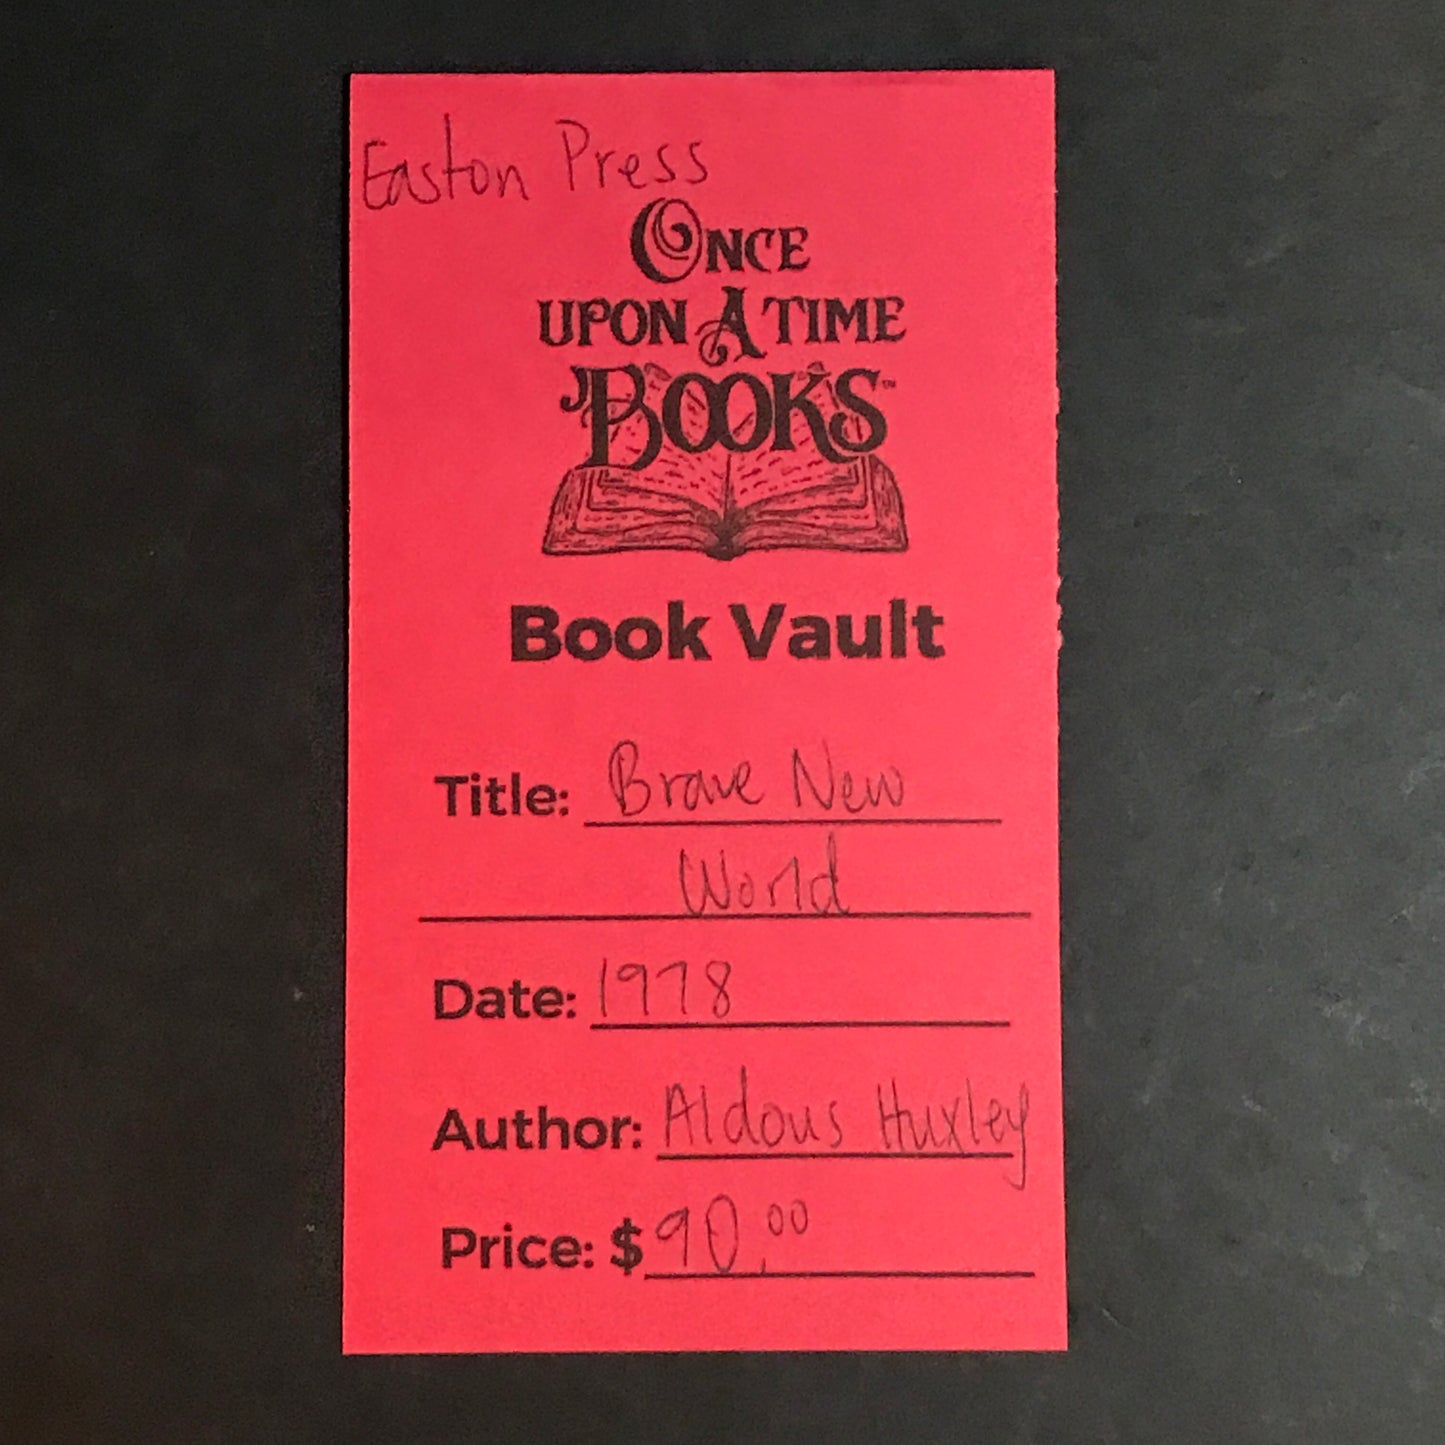 Easton Press
ONCE
UPON A TIME
BOOKS™
Book Vault
Title: Brave New
World
Date: 1978
Author: Aldous Huxley
Price: $90.00